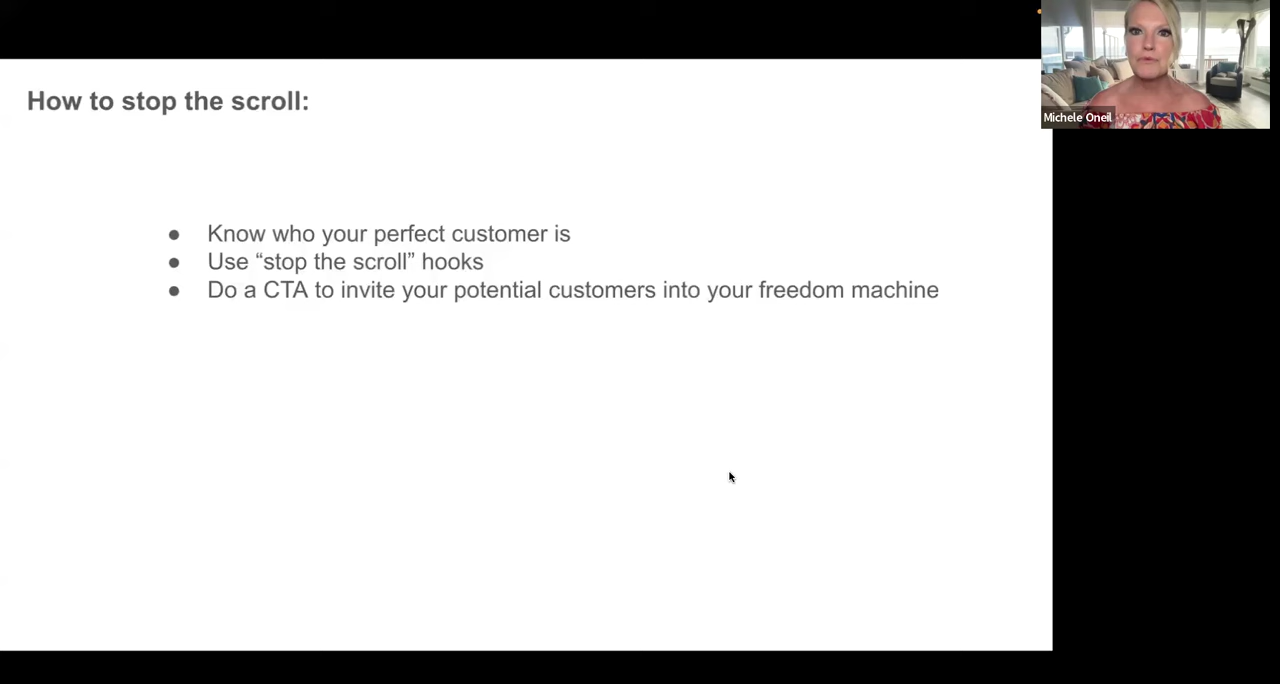 How to stop the scroll:
Michele Oneil
● Know who your perfect customer is
● Use “stop the scroll” hooks
● Do a CTA to invite your potential customers into your freedom machine